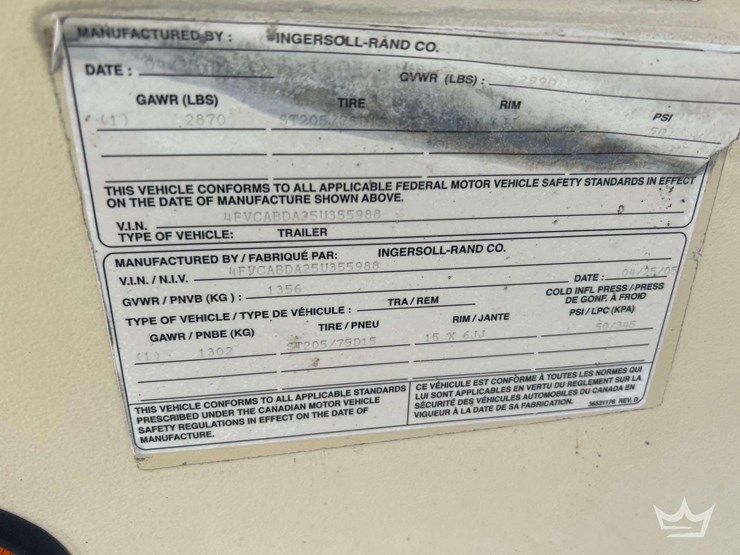 MANUFACTURED BY : INGERSOLL-RAND CO.
DATE : GVWR (LBS) :
GAWR (LBS) TIRE RIM PSI
(1) 2870 50
THIS VEHICLE CONFORMS TO ALL APPLICABLE FEDERAL MOTOR VEHICLE SAFETY STANDARDS IN EFFECT
ON THE DATE OF MANUFACTURE SHOWN ABOVE.
V.I.N. 4FVCABDA25U355988
TYPE OF VEHICLE: TRAILER
MANUFACTURED BY / FABRIQUÉ PAR: INGERSOLL-RAND CO.
V.I.N. / N.I.V. 4FVCABDA25U355988 DATE : 04/25/05
GVWR / PNVB (KG) : 1356
TYPE OF VEHICLE / TYPE DE VÉHICULE : TRA / REM
COLD INFL PRESS / PRESS
DE GONF. À FROID
GAWR / PNBE (KG) TIRE / PNEU RIM / JANTE PSI / LPC (KPA)
(1) 1302 ST205/75D15 15 X 6JJ
THIS VEHICLE CONFORMS TO ALL APPLICABLE STANDARDS
PRESCRIBED UNDER THE CANADIAN MOTOR VEHICLE
SAFETY REGULATIONS IN EFFECT ON THE DATE OF
MANUFACTURE.
CE VÉHICULE EST CONFORME À TOUTES LES NORMES QUI
LUI SONT APPLICABLES EN VERTU DU REGLEMENT SUR LA
SÉCURITÉ DES VÉHICULES AUTOMOBILES DU CANADA EN
VIGUEUR À LA DATE DE SA FABRICATION. 36931176 REV. D